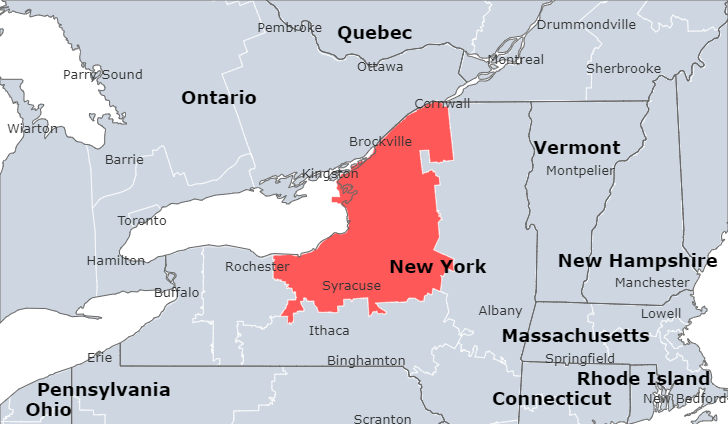 Pembroke
Quebec
Drummondville
Ottawa
Montreal
Parry Sound
Sherbrooke
Ontario
Cornwall
Wiarton
Brockville
Barrie
Vermont
Kingston
Montpelier
Toronto
Hamilton
Rochester
New York
New Hampshire
Buffalo
Syracuse
Manchester
Albany
Lowell
Ithaca
Massachusetts
Erie
Binghamton
Springfield
Rhode Island
Pennsylvania
Connecticut
New Bedford
Ohio
Scranton